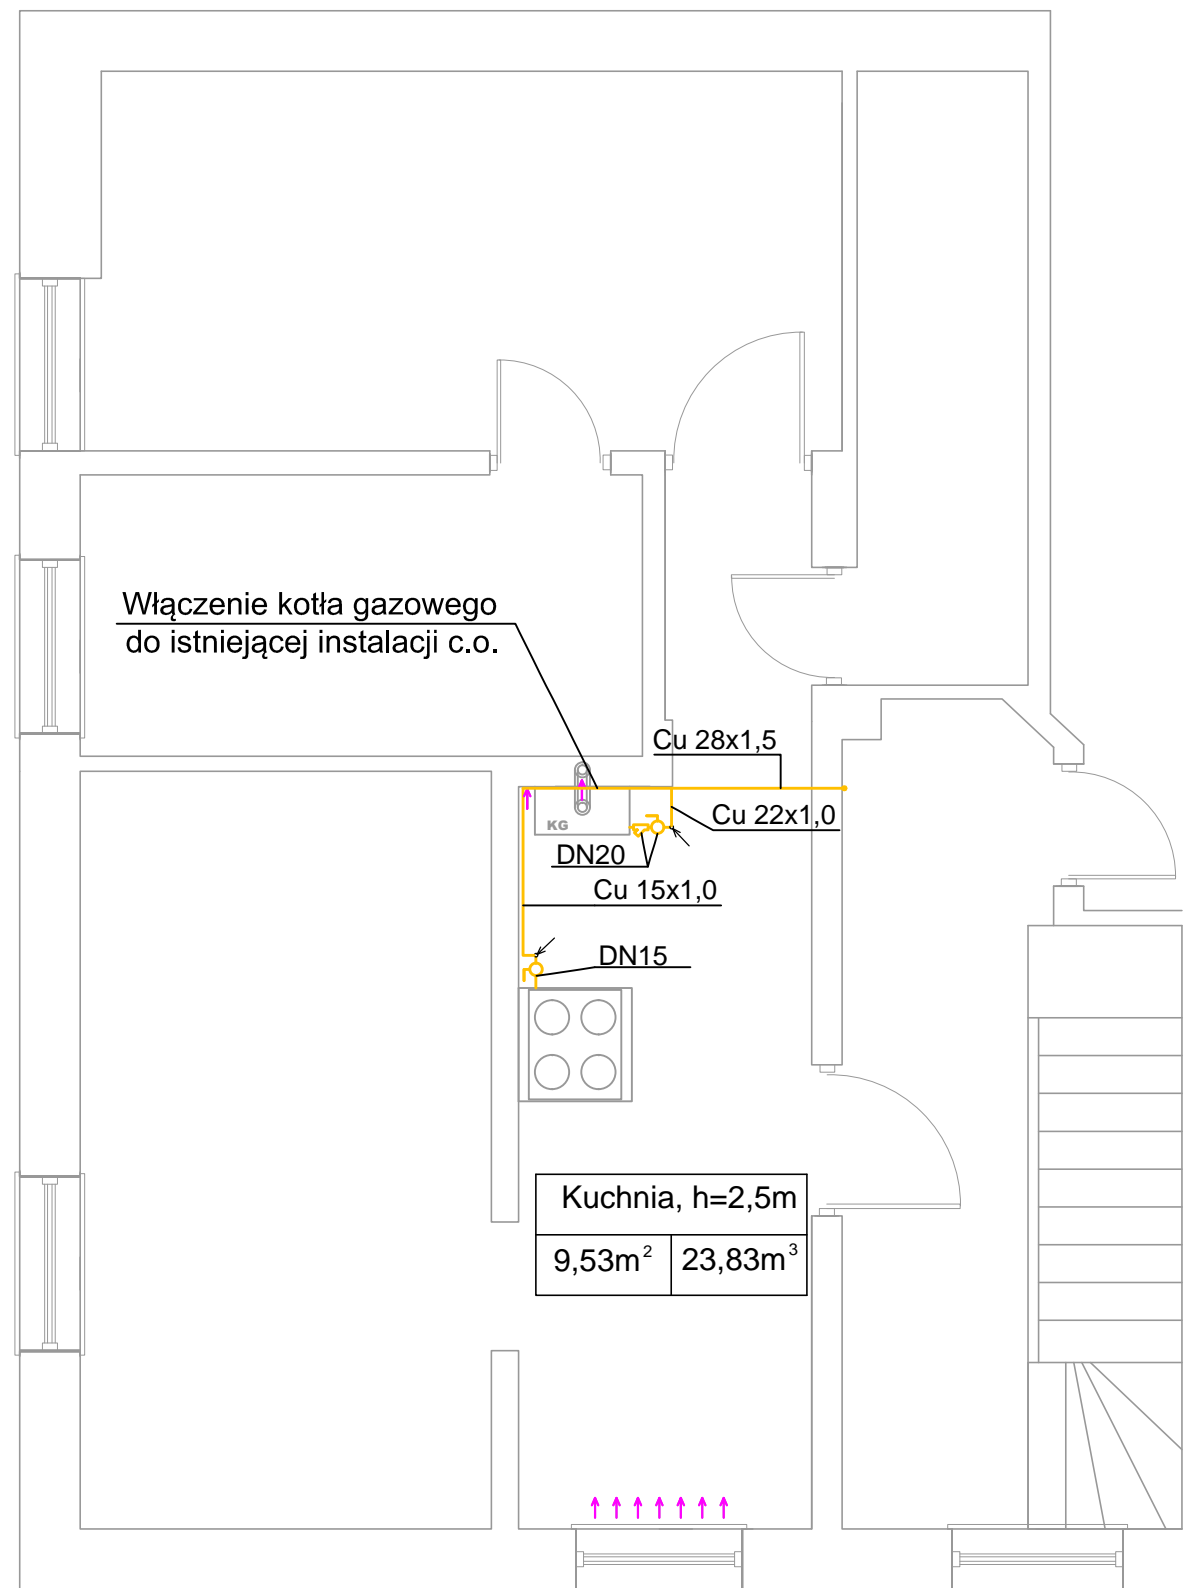 Włączenie kotła gazowego
do istniejącej instalacji c.o.
Cu 28x1,5
Cu 22x1,0
KG
DN20
Cu 15x1,0
DN15
Kuchnia, h=2,5m
9,53m² 23,83m³